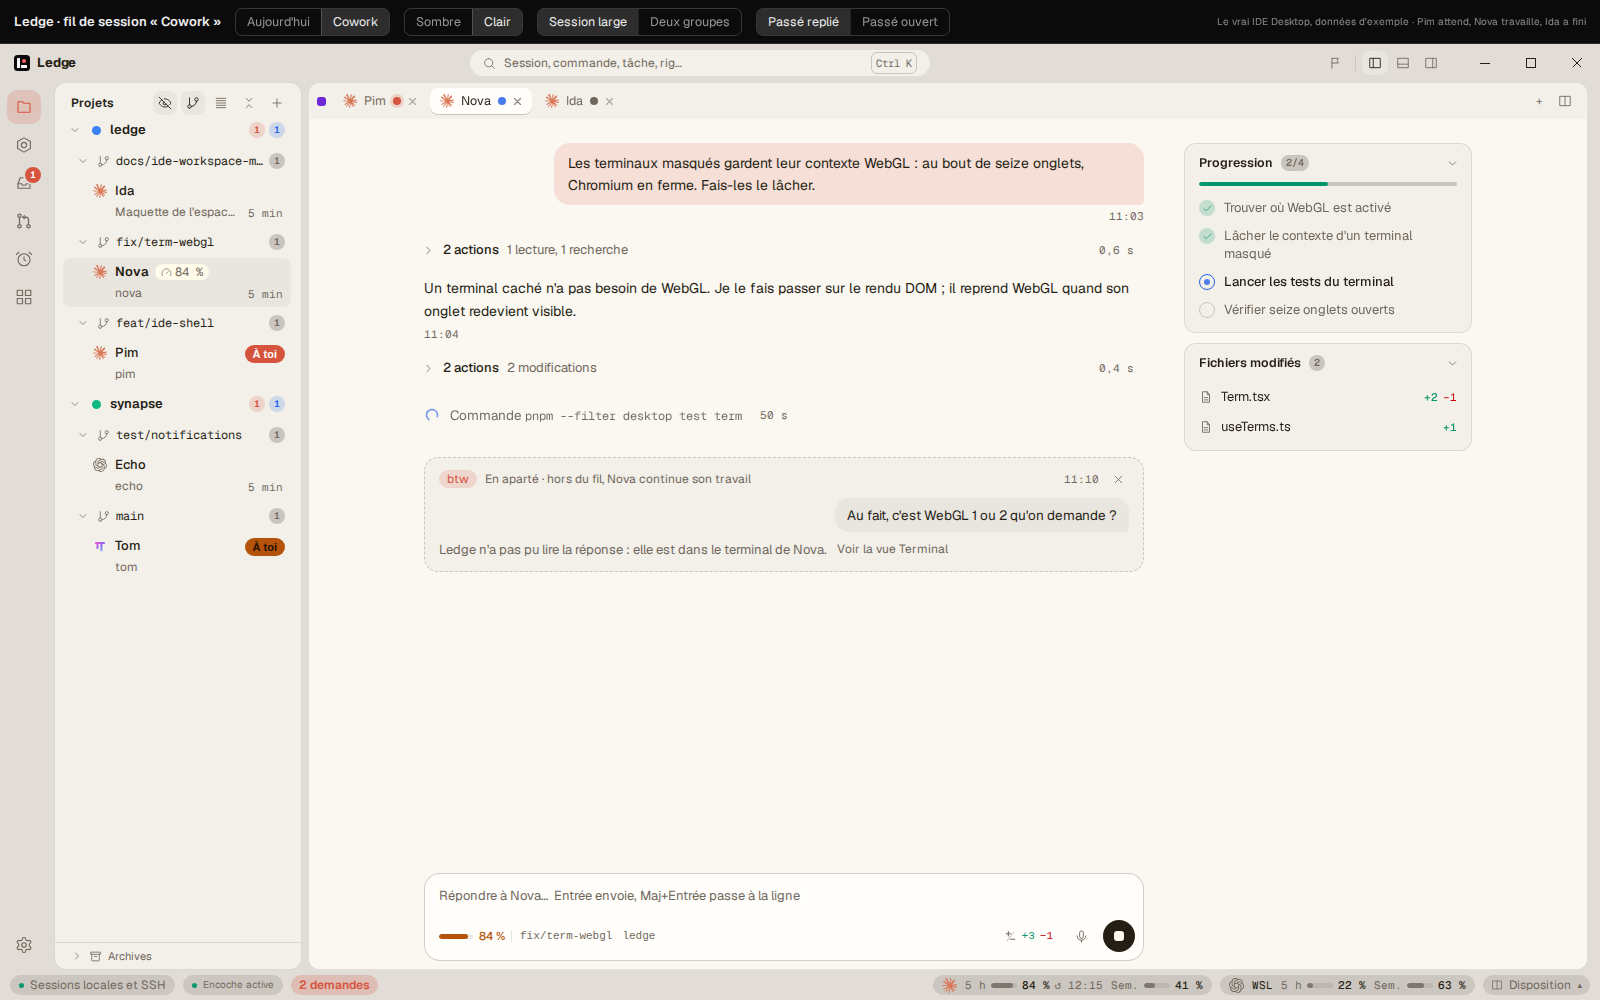 Ledge · fil de session « Cowork »
Aujourd'hui
Cowork
Sombre
Clair
Session large
Deux groupes
Passé replié
Passé ouvert
Le vrai IDE Desktop, données d'exemple - Pim attend, Nova travaille, Ida a fini
Ledge
Session, commande, tâche, rig…
Ctrl K
1
Projets
ledge
1
1
docs/ide-workspace-m…
1
Ida
Maquette de l'espac…
5 min
fix/term-webgl
1
Nova
84 %
nova
5 min
feat/ide-shell
1
Pim
À toi
pim
synapse
1
1
test/notifications
1
Echo
echo
5 min
main
1
Tom
À toi
tom
Archives
Pim
Nova
Ida
Les terminaux masqués gardent leur contexte WebGL : au bout de seize onglets,
Chromium en ferme. Fais-les le lâcher.
11:03
2 actions 1 lecture, 1 recherche
0,6 s
Un terminal caché n'a pas besoin de WebGL. Je le fais passer sur le rendu DOM ; il reprend WebGL quand son
onglet redevient visible.
11:04
2 actions 2 modifications
0,4 s
Commande pnpm --filter desktop test term 50 s
btw
En aparté · hors du fil, Nova continue son travail
11:10
Au fait, c'est WebGL 1 ou 2 qu'on demande ?
Ledge n'a pas pu lire la réponse : elle est dans le terminal de Nova. Voir la vue Terminal
Répondre à Nova… Entrée envoie, Maj+Entrée passe à la ligne
84 %
fix/term-webgl
ledge
+3 −1
Progression 2/4
Trouver où WebGL est activé
Lâcher le contexte d'un terminal
masqué
Lancer les tests du terminal
Vérifier seize onglets ouverts
Fichiers modifiés 2
Term.tsx
+2 −1
useTerms.ts
+1
Sessions locales et SSH
Encoche active
2 demandes
5 h 84 % ↺ 12:15 Sem. 41 %
WSL 5 h 22 % Sem. 63 %
Disposition